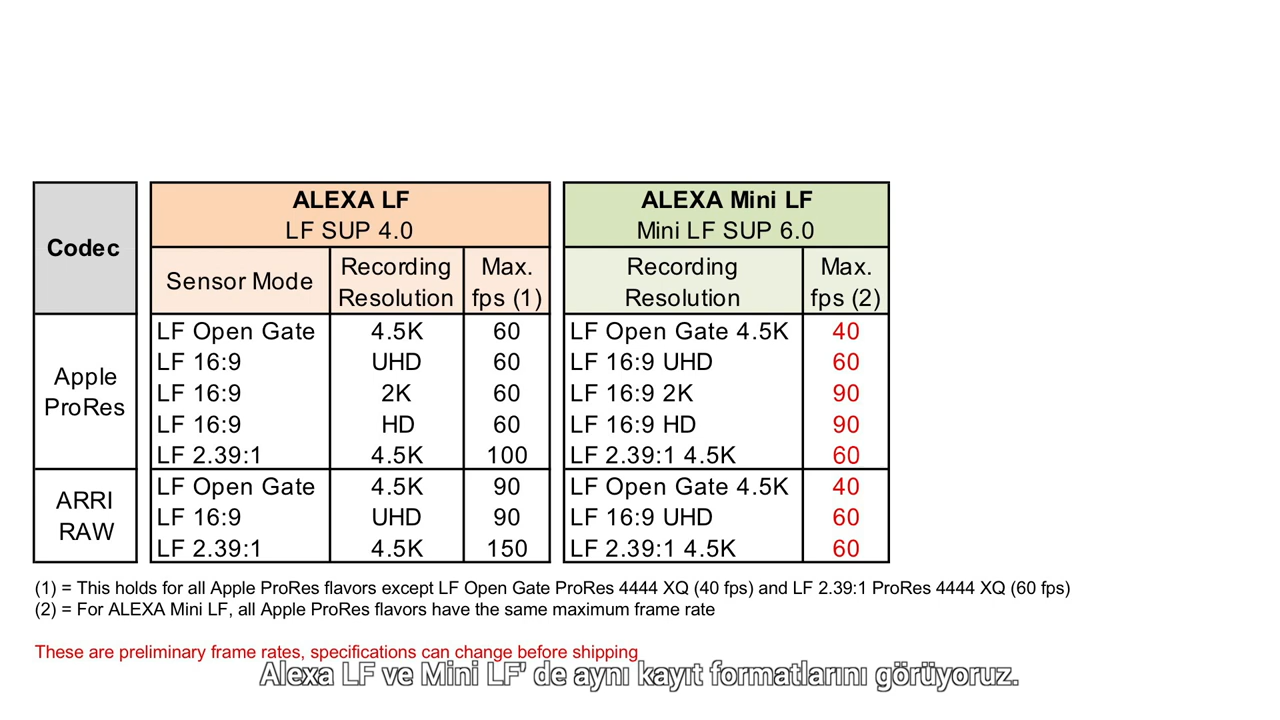 Codec
ALEXA LF
LF SUP 4.0
Sensor Mode
Recording Resolution
Max. fps (1)
ALEXA Mini LF
Mini LF SUP 6.0
Recording Resolution
Max. fps (2)
Apple ProRes
LF Open Gate 4.5K 60 LF Open Gate 4.5K 40
LF 16:9 UHD 60 LF 16:9 UHD 60
LF 16:9 2K 60 LF 16:9 2K 90
LF 16:9 HD 60 LF 16:9 HD 90
LF 2.39:1 4.5K 100 LF 2.39:1 4.5K 60
ARRI RAW
LF Open Gate 4.5K 90 LF Open Gate 4.5K 40
LF 16:9 UHD 90 LF 16:9 UHD 60
LF 2.39:1 4.5K 150 LF 2.39:1 4.5K 60
(1) = This holds for all Apple ProRes flavors except LF Open Gate ProRes 4444 XQ (40 fps) and LF 2.39:1 ProRes 4444 XQ (60 fps)
(2) = For ALEXA Mini LF, all Apple ProRes flavors have the same maximum frame rate
These are preliminary frame rates, specifications can change before shipping
Alexa LF ve Mini LF' de aynı kayıt formatlarını görüyoruz.